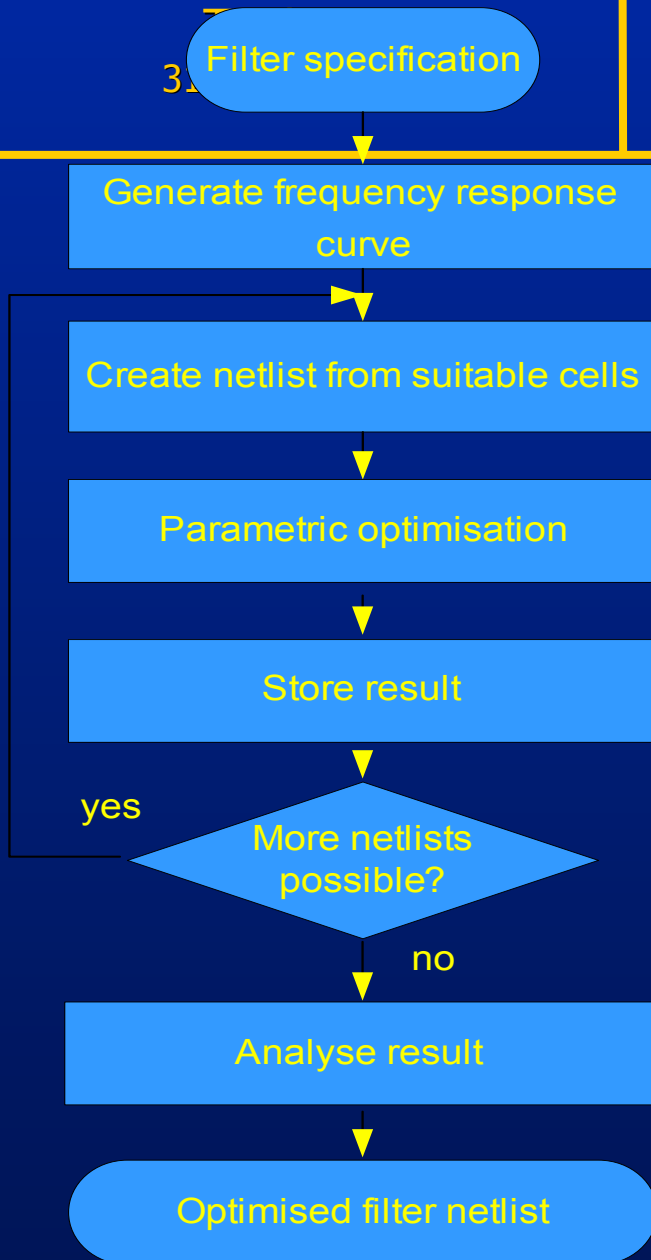 Filter specification
31
Generate frequency response
curve
Create netlist from suitable cells
Parametric optimisation
Store result
yes
More netlists
possible?
no
Analyse result
Optimised filter netlist